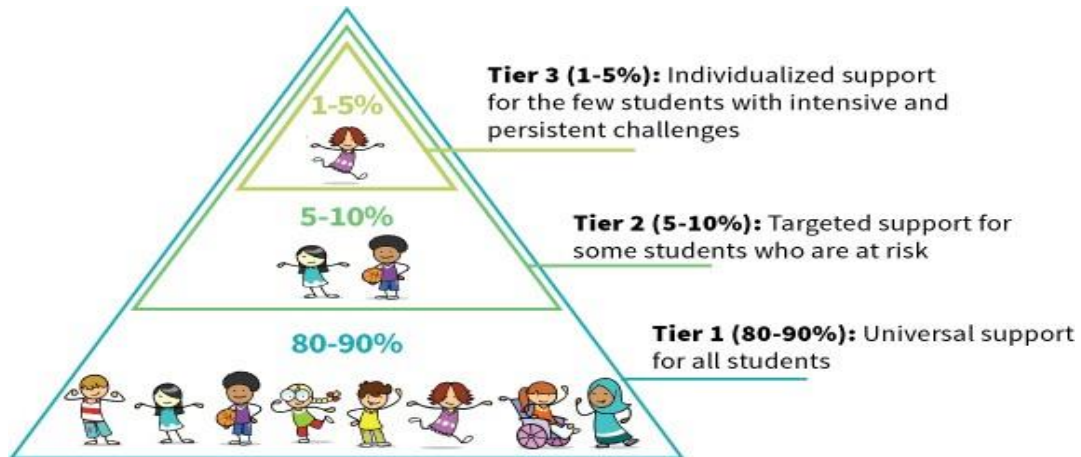 1-5%
Tier 3 (1-5%): Individualized support
for the few students with intensive and
persistent challenges
5-10%
Tier 2 (5-10%): Targeted support for
some students who are at risk
80-90%
Tier 1 (80-90%): Universal support
for all students